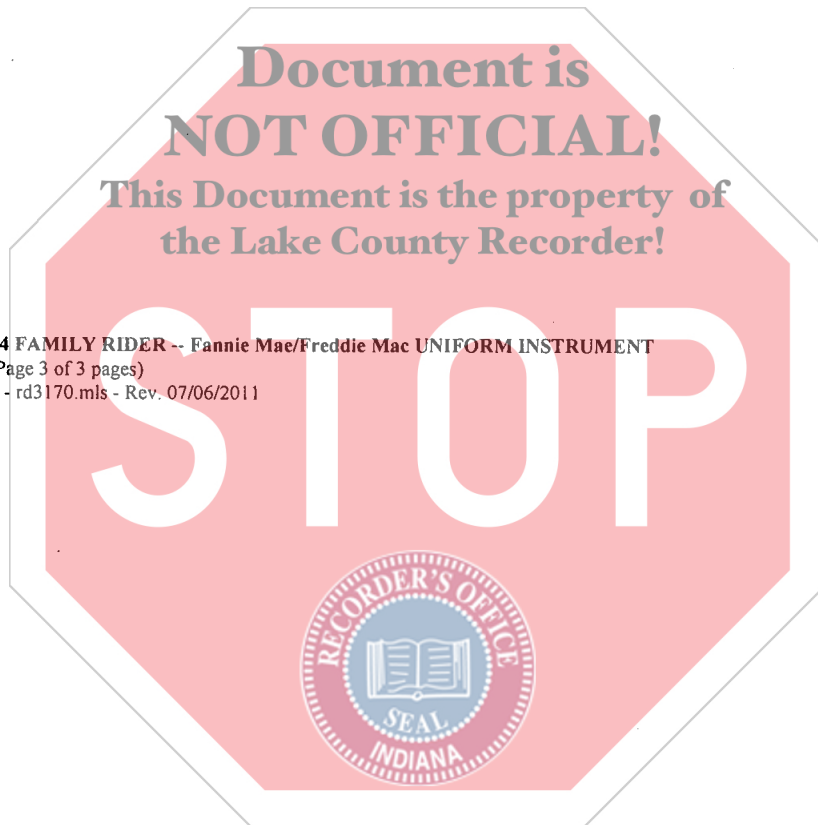 Document is
NOT OFFICIAL!
This Document is the property of
the Lake County Recorder!
4 FAMILY RIDER -- Fannie Mae/Freddie Mac UNIFORM INSTRUMENT
Page 3 of 3 pages)
- rd3170.mls - Rev. 07/06/2011
STOP
RECORDER'S OFFICE
SEAL
INDIANA